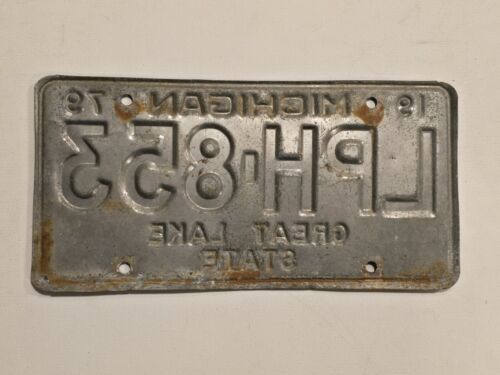 19 MICHIGAN 79
LPH-853
GREAT LAKE
STATE